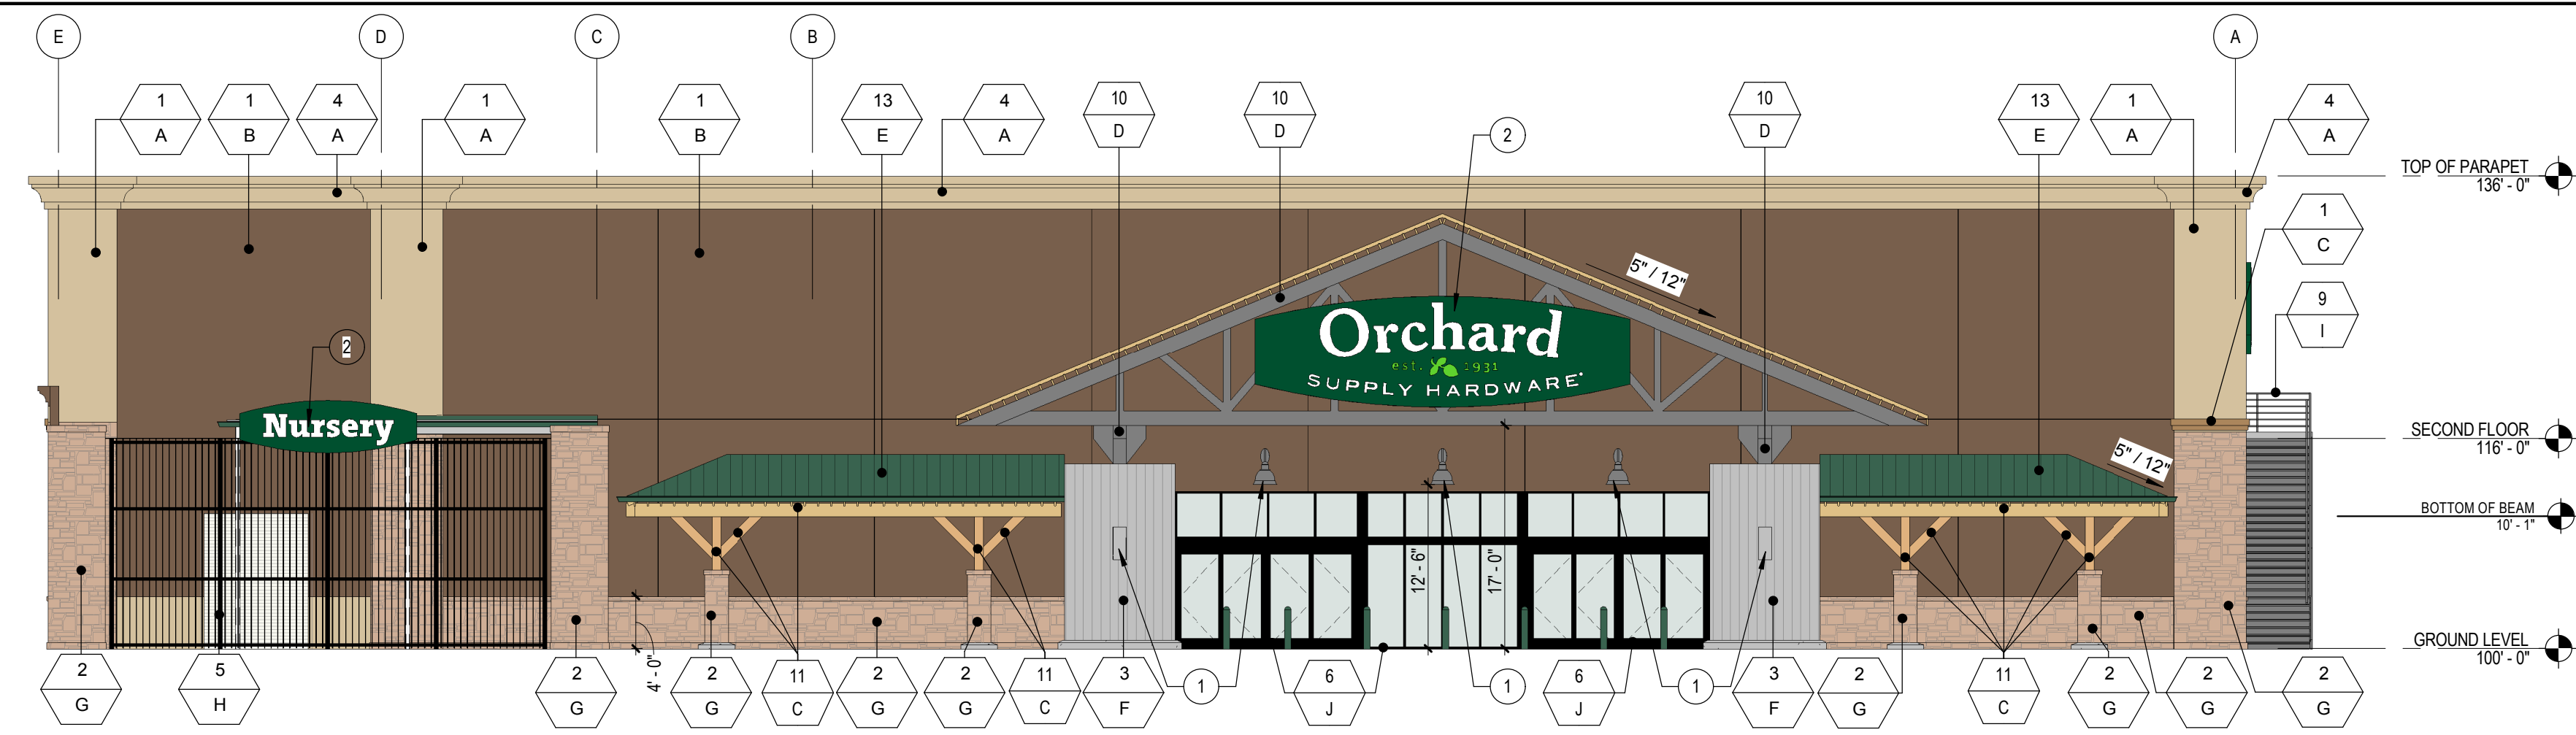 E D C B A
1 A
1 B
4 A
1 A
1 B
13 E
4 A
10 D
10 D
2
10 D
13 E
1 A
4 A
TOP OF PARAPET
136' - 0"
1 C
5" / 12"
9 I
2
Orchard
est. 1931
SUPPLY HARDWARE
Nursery
SECOND FLOOR
116' - 0"
5" / 12"
BOTTOM OF BEAM
10' - 1"
12' - 6"
17' - 0"
4' - 0"
GROUND LEVEL
100' - 0"
2 G
5 H
2 G
2 G
11 C
2 G
2 G
11 C
3 F
1
6 J
1
6 J
1
3 F
2 G
11 C
2 G
2 G
2 G